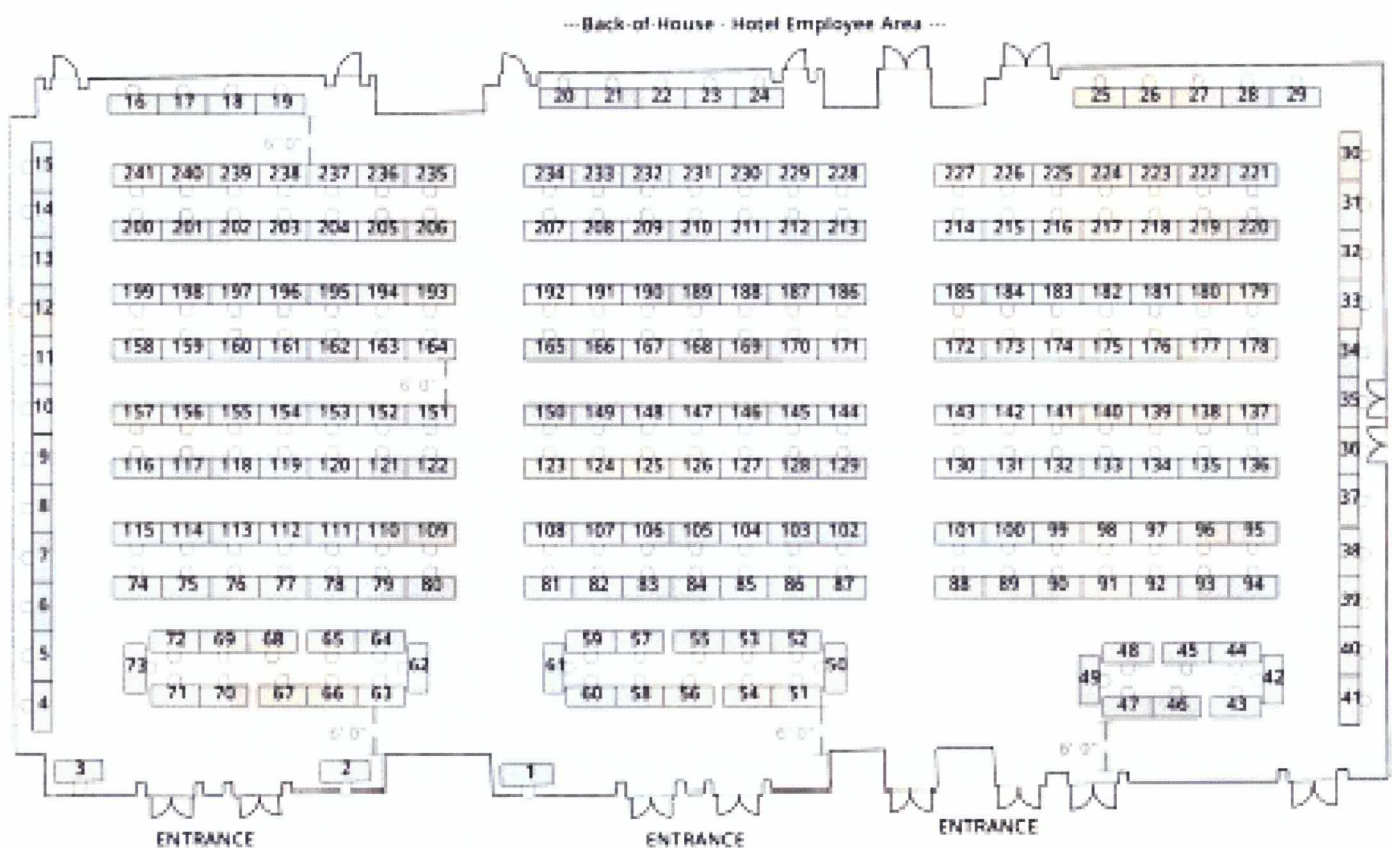 ---Back-of-House - Hotel Employee Area ---
16 17 18 19 20 21 22 23 24 25 26 27 28 29
6'0"
15 241 240 239 238 237 236 235 234 233 232 231 230 229 228 227 226 225 224 223 222 221 30
14 200 201 202 203 204 205 206 207 208 209 210 211 212 213 214 215 216 217 218 219 220 31
13 32
12 199 198 197 196 195 194 193 192 191 190 189 188 187 186 185 184 183 182 181 180 179 33
11 158 159 160 161 162 163 164 165 166 167 168 169 170 171 172 173 174 175 176 177 178 34
6'0"
10 157 156 155 154 153 152 151 150 149 148 147 146 145 144 143 142 141 140 139 138 137 35
9 116 117 118 119 120 121 122 123 124 125 126 127 128 129 130 131 132 133 134 135 136 36
8 37
7 115 114 113 112 111 110 109 108 107 106 105 104 103 102 101 100 99 98 97 96 95 38
6 74 75 76 77 78 79 80 81 82 83 84 85 86 87 88 89 90 91 92 93 94 39
72 69 68 65 64 59 57 55 53 52 48 45 44
5 73 62 61 50 49 42 40
4 71 70 67 66 63 60 58 56 54 51 47 46 43 41
6'0" 6'0" 6'0"
3 2 1
ENTRANCE ENTRANCE ENTRANCE